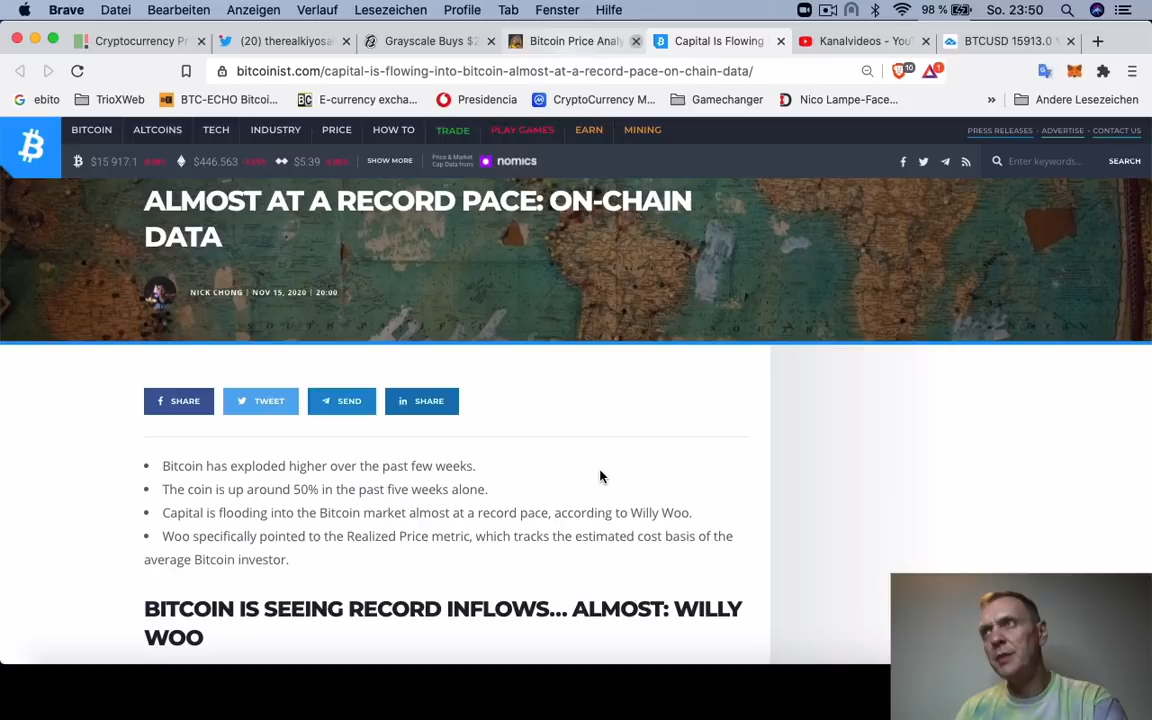 Brave Datei Bearbeiten Anzeigen Verlauf Lesezeichen Profile Tab Fenster Hilfe 98 % So. 23:50
Cryptocurrency Pr (20) therealkiyosa Grayscale Buys $2 Bitcoin Price Anal Capital Is Flowing Kanalvideos - You BTCUSD 15913.0
bitcoinist.com/capital-is-flowing-into-bitcoin-almost-at-a-record-pace-on-chain-data/ 10 1
ebito TrioXWeb BTC-ECHO Bitcoi... E-currency excha... Presidencia CryptoCurrency M... Gamechanger Nico Lampe-Face... » Andere Lesezeichen
BITCOIN ALTCOINS TECH INDUSTRY PRICE HOW TO TRADE PLAY GAMES EARN MINING PRESS RELEASES - ADVERTISE - CONTACT US
$15 917.1 $446.563 $5.39 SHOW MORE Price & Market Cap Data from nomics Enter keywords... SEARCH
ALMOST AT A RECORD PACE: ON-CHAIN
DATA
NICK CHONG | NOV 15, 2020 | 20:00
SHARE TWEET SEND SHARE
• Bitcoin has exploded higher over the past few weeks.
• The coin is up around 50% in the past five weeks alone.
• Capital is flooding into the Bitcoin market almost at a record pace, according to Willy Woo.
• Woo specifically pointed to the Realized Price metric, which tracks the estimated cost basis of the
average Bitcoin investor.
BITCOIN IS SEEING RECORD INFLOWS... ALMOST: WILLY
WOO